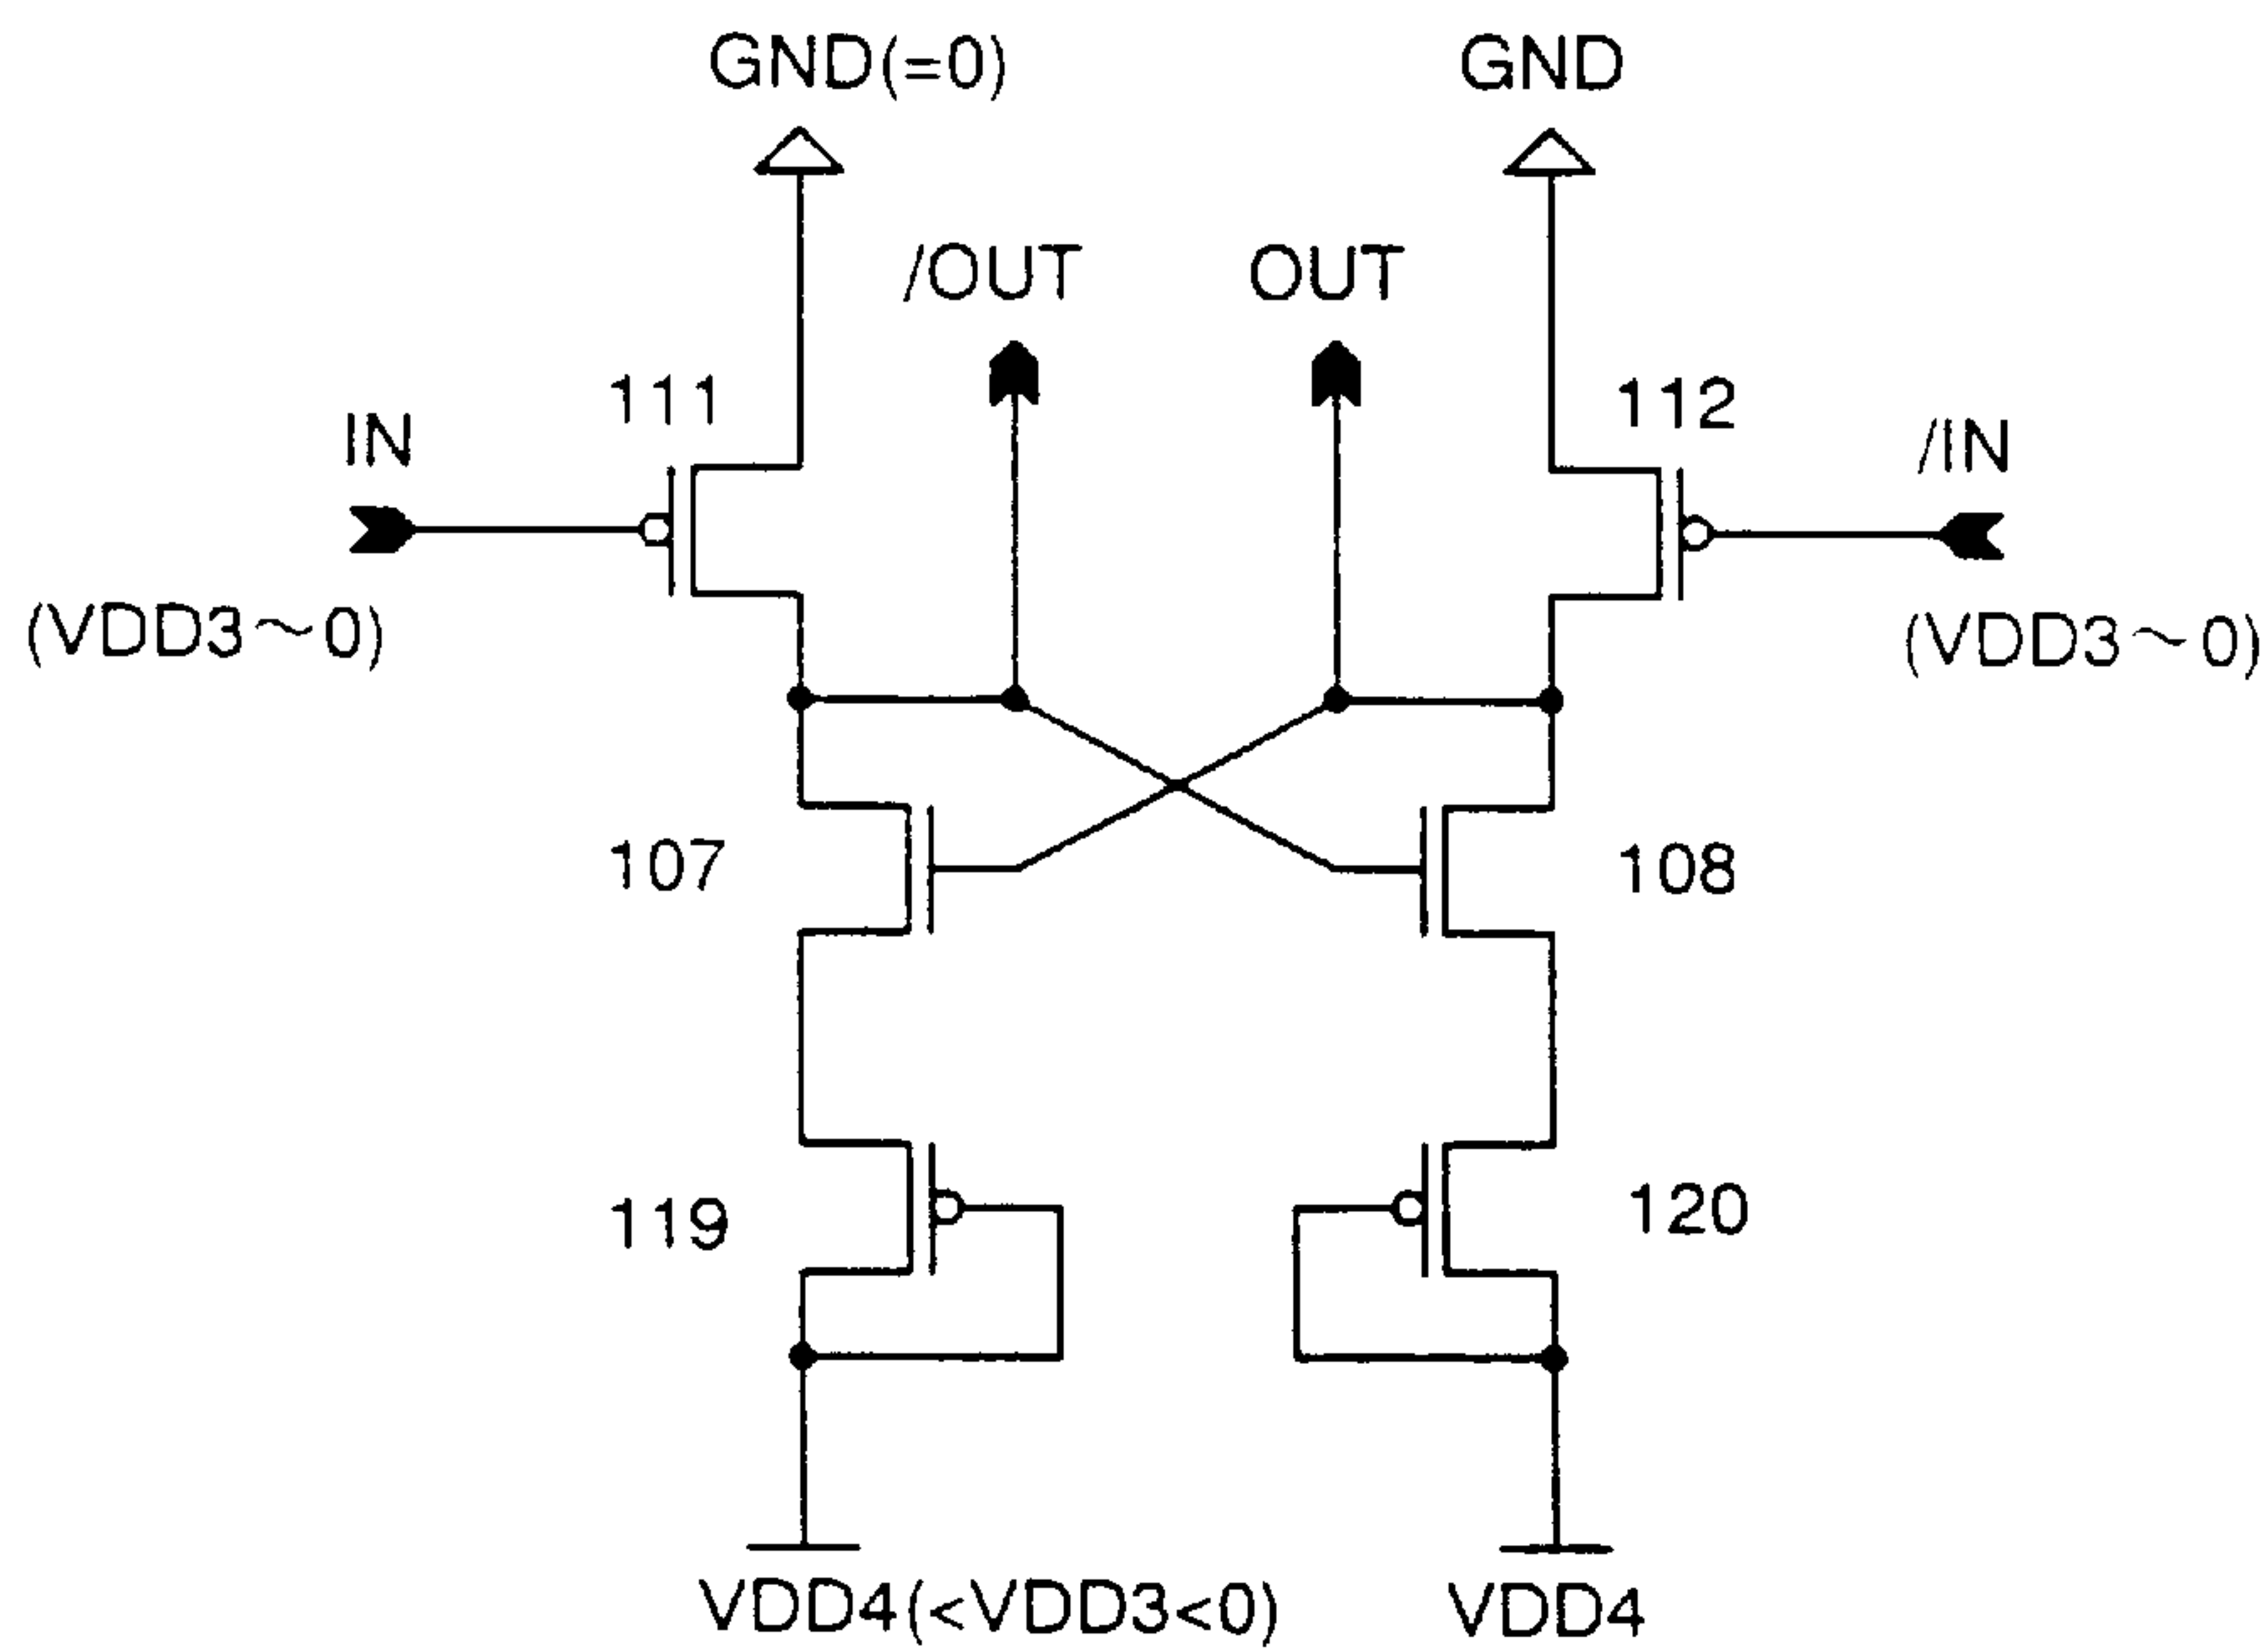 GND(=0)
GND
/OUT
OUT
111
112
IN
/IN
(VDD3～0)
(VDD3～0)
107
108
119
120
VDD4(<VDD3<0)
VDD4